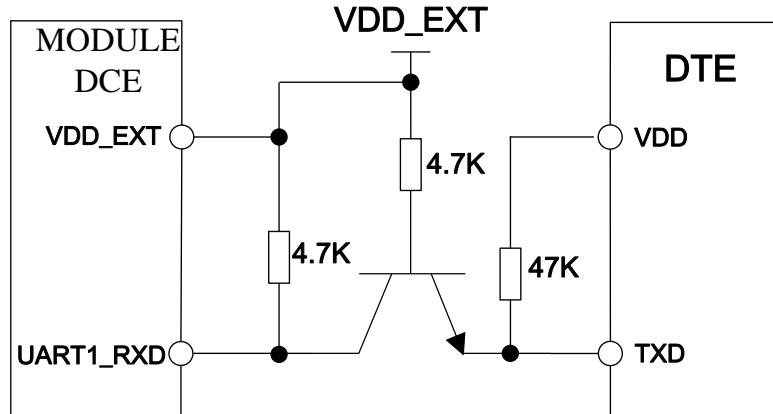 VDD_EXT
MODULE
DCE
DTE
VDD_EXT
VDD
4.7K
4.7K
47K
UART1_RXD
TXD